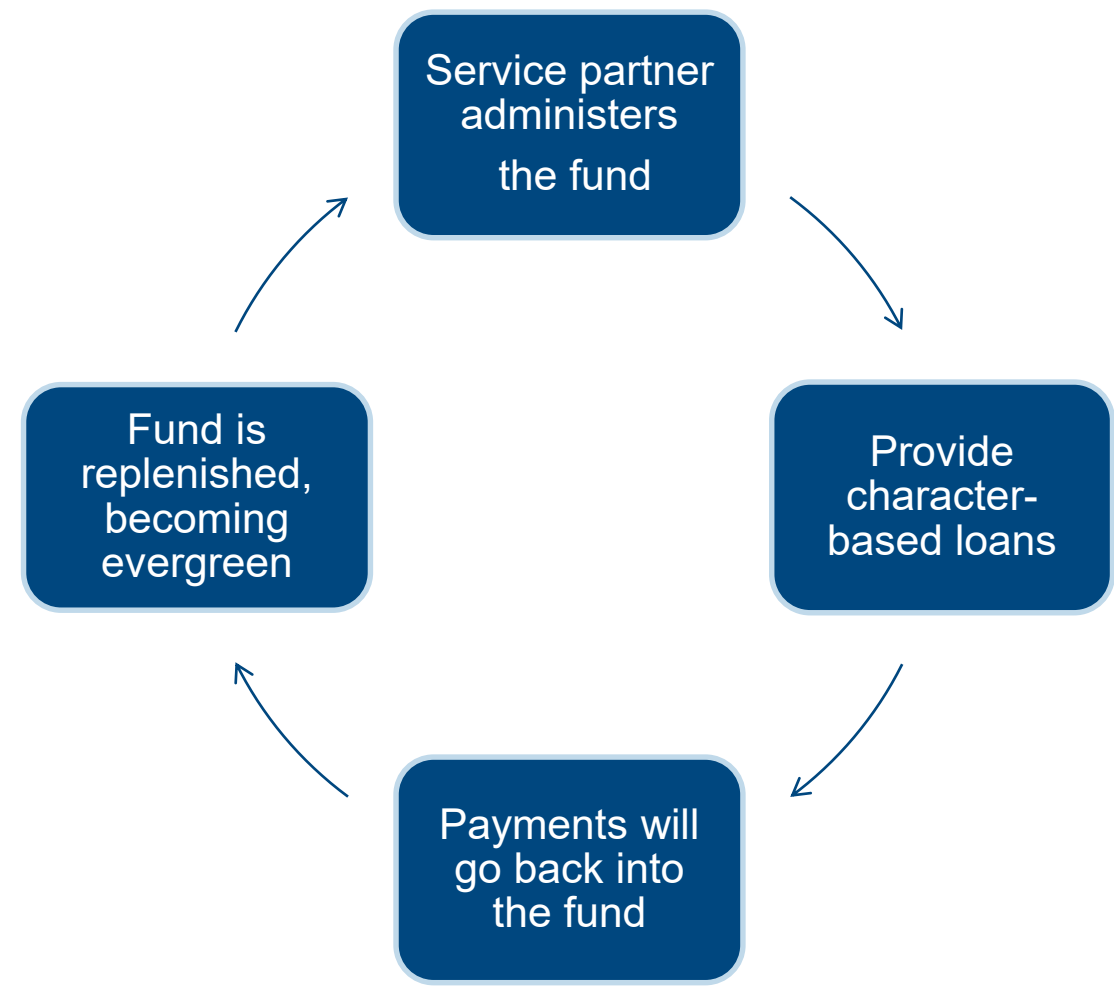 Service partner
administers
the fund
Provide
character-
based loans
Payments will
go back into
the fund
Fund is
replenished,
becoming
evergreen